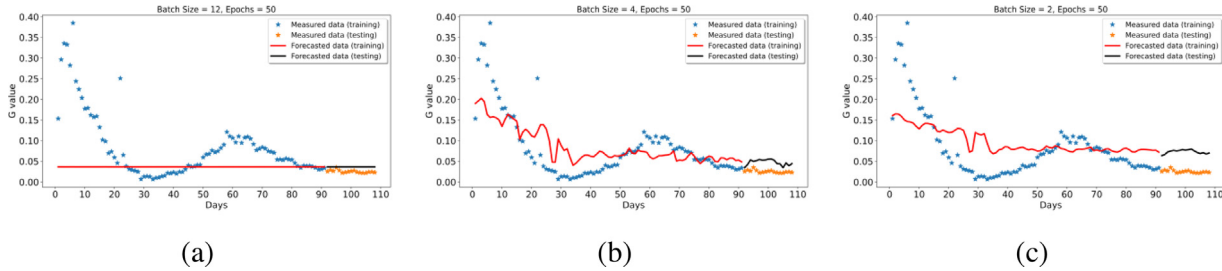 Batch Size = 12, Epochs = 50
0.40
0.35
0.30
0.25
0.20
0.15
0.10
0.05
0.00
G value
Measured data (training)
Measured data (testing)
Forecasted data (training)
Forecasted data (testing)
0 10 20 30 40 50 60 70 80 90 100 110
Days
(a)
Batch Size = 4, Epochs = 50
0.40
0.35
0.30
0.25
0.20
0.15
0.10
0.05
0.00
G value
Measured data (training)
Measured data (testing)
Forecasted data (training)
Forecasted data (testing)
0 10 20 30 40 50 60 70 80 90 100 110
Days
(b)
Batch Size = 2, Epochs = 50
0.40
0.35
0.30
0.25
0.20
0.15
0.10
0.05
0.00
G value
Measured data (training)
Measured data (testing)
Forecasted data (training)
Forecasted data (testing)
0 10 20 30 40 50 60 70 80 90 100 110
Days
(c)